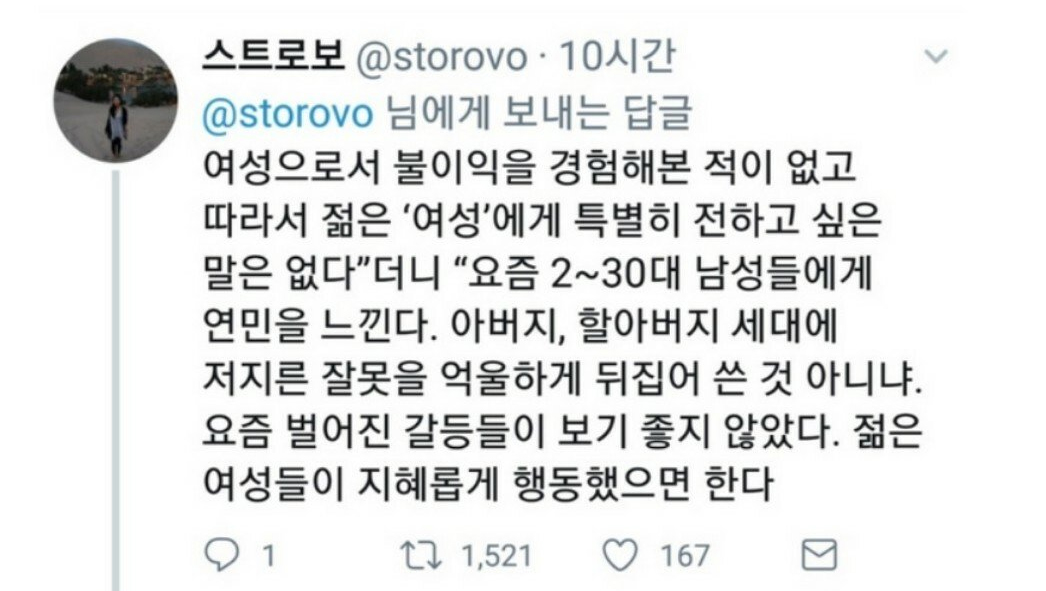 스트로보 @storovo · 10시간
@storovo 님에게 보내는 답글
여성으로서 불이익을 경험해본 적이 없고
따라서 젊은 ‘여성’에게 특별히 전하고 싶은
말은 없다”더니 “요즘 2~30대 남성들에게
연민을 느낀다. 아버지, 할아버지 세대에
저지른 잘못을 억울하게 뒤집어 쓴 것 아니냐.
요즘 벌어진 갈등들이 보기 좋지 않았다. 젊은
여성들이 지혜롭게 행동했으면 한다
1 1,521 167